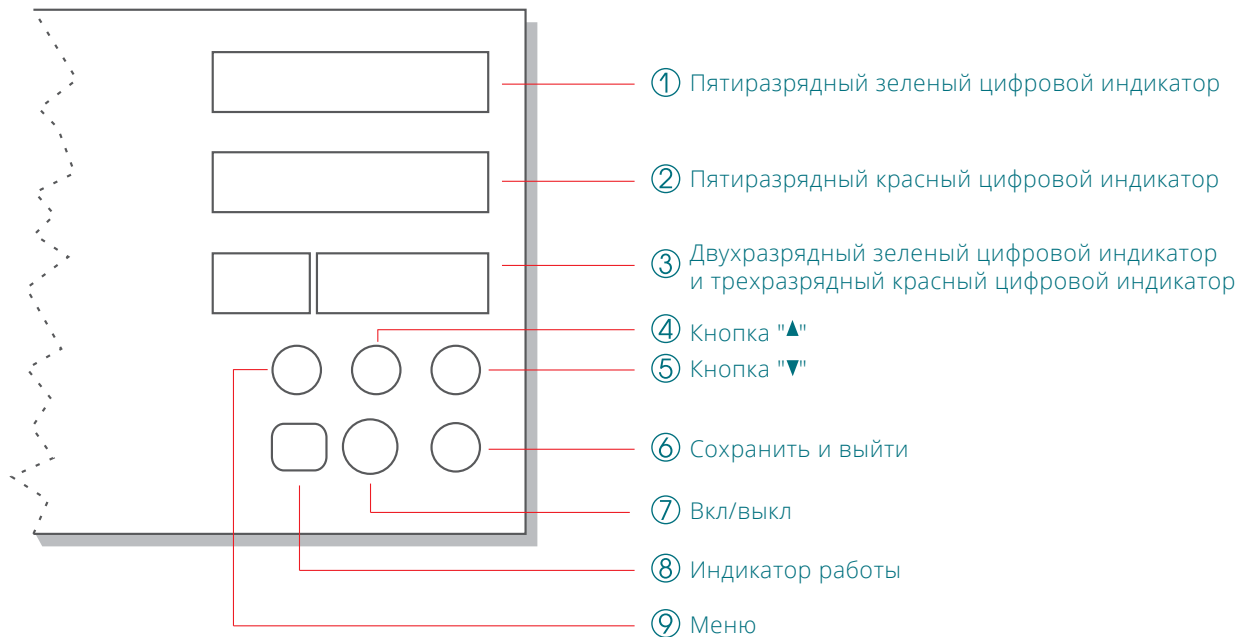 ① Пятиразрядный зеленый цифровой индикатор
② Пятиразрядный красный цифровой индикатор
③ Двухразрядный зеленый цифровой индикатор
и трехразрядный красный цифровой индикатор
④ Кнопка "▲"
⑤ Кнопка "▼"
⑥ Сохранить и выйти
⑦ Вкл/выкл
⑧ Индикатор работы
⑨ Меню